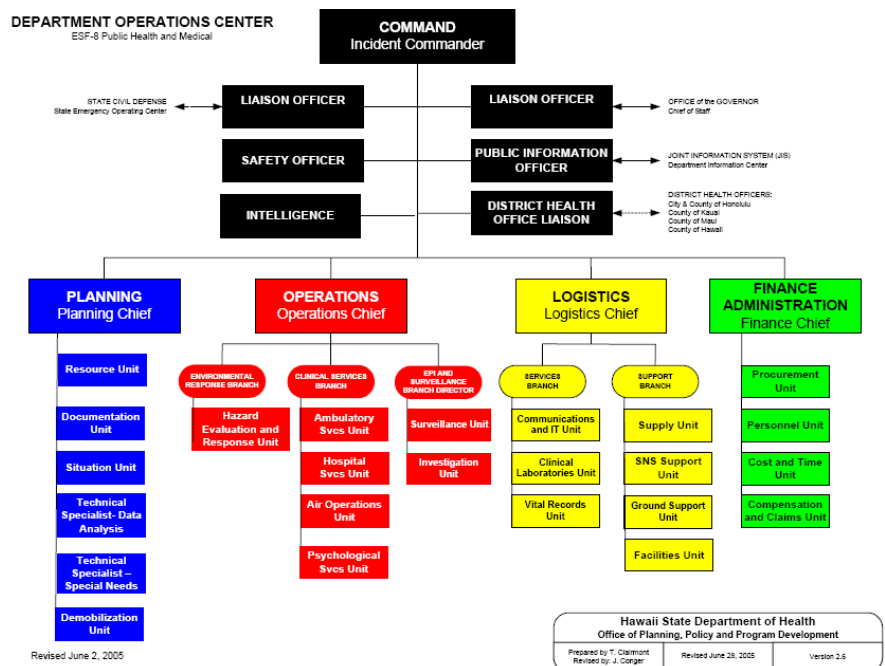 DEPARTMENT OPERATIONS CENTER
ESF-8 Public Health and Medical
COMMAND
Incident Commander
STATE CIVIL DEFENSE
State Emergency Operating Center
LIAISON OFFICER
LIAISON OFFICER
OFFICE of the GOVERNOR
Chief of Staff
SAFETY OFFICER
PUBLIC INFORMATION
OFFICER
JOINT INFORMATION SYSTEM (JIS)
Department Information Center
INTELLIGENCE
DISTRICT HEALTH
OFFICE LIAISON
DISTRICT HEALTH OFFICERS:
City & County of Honolulu
County of Kauai
County of Maui
County of Hawaii
PLANNING
Planning Chief
OPERATIONS
Operations Chief
LOGISTICS
Logistics Chief
FINANCE
ADMINISTRATION
Finance Chief
Resource Unit
Documentation
Unit
Situation Unit
Technical
Specialist- Data
Analysis
Technical
Specialist –
Special Needs
Demobilization
Unit
ENVIRONMENTAL
RESPONSE BRANCH
Hazard
Evaluation and
Response Unit
CLINICAL SERVICES
BRANCH
Ambulatory
Svcs Unit
Hospital
Svcs Unit
Air Operations
Unit
Psychological
Svcs Unit
EPI AND
SURVEILLANCE
BRANCH DIRECTOR
Surveillance Unit
Investigation
Unit
SERVICES
BRANCH
Communications
and IT Unit
Clinical
Laboratories Unit
Vital Records
Unit
SUPPORT
BRANCH
Supply Unit
SNS Support
Unit
Ground Support
Unit
Facilities Unit
Procurement
Unit
Personnel Unit
Cost and Time
Unit
Compensation
and Claims Unit
Revised June 2, 2005
Hawaii State Department of Health
Office of Planning, Policy and Program Development
Prepared by T. Clairmont
Revised by: J. Conger
Revised June 28, 2005
Version 2.6